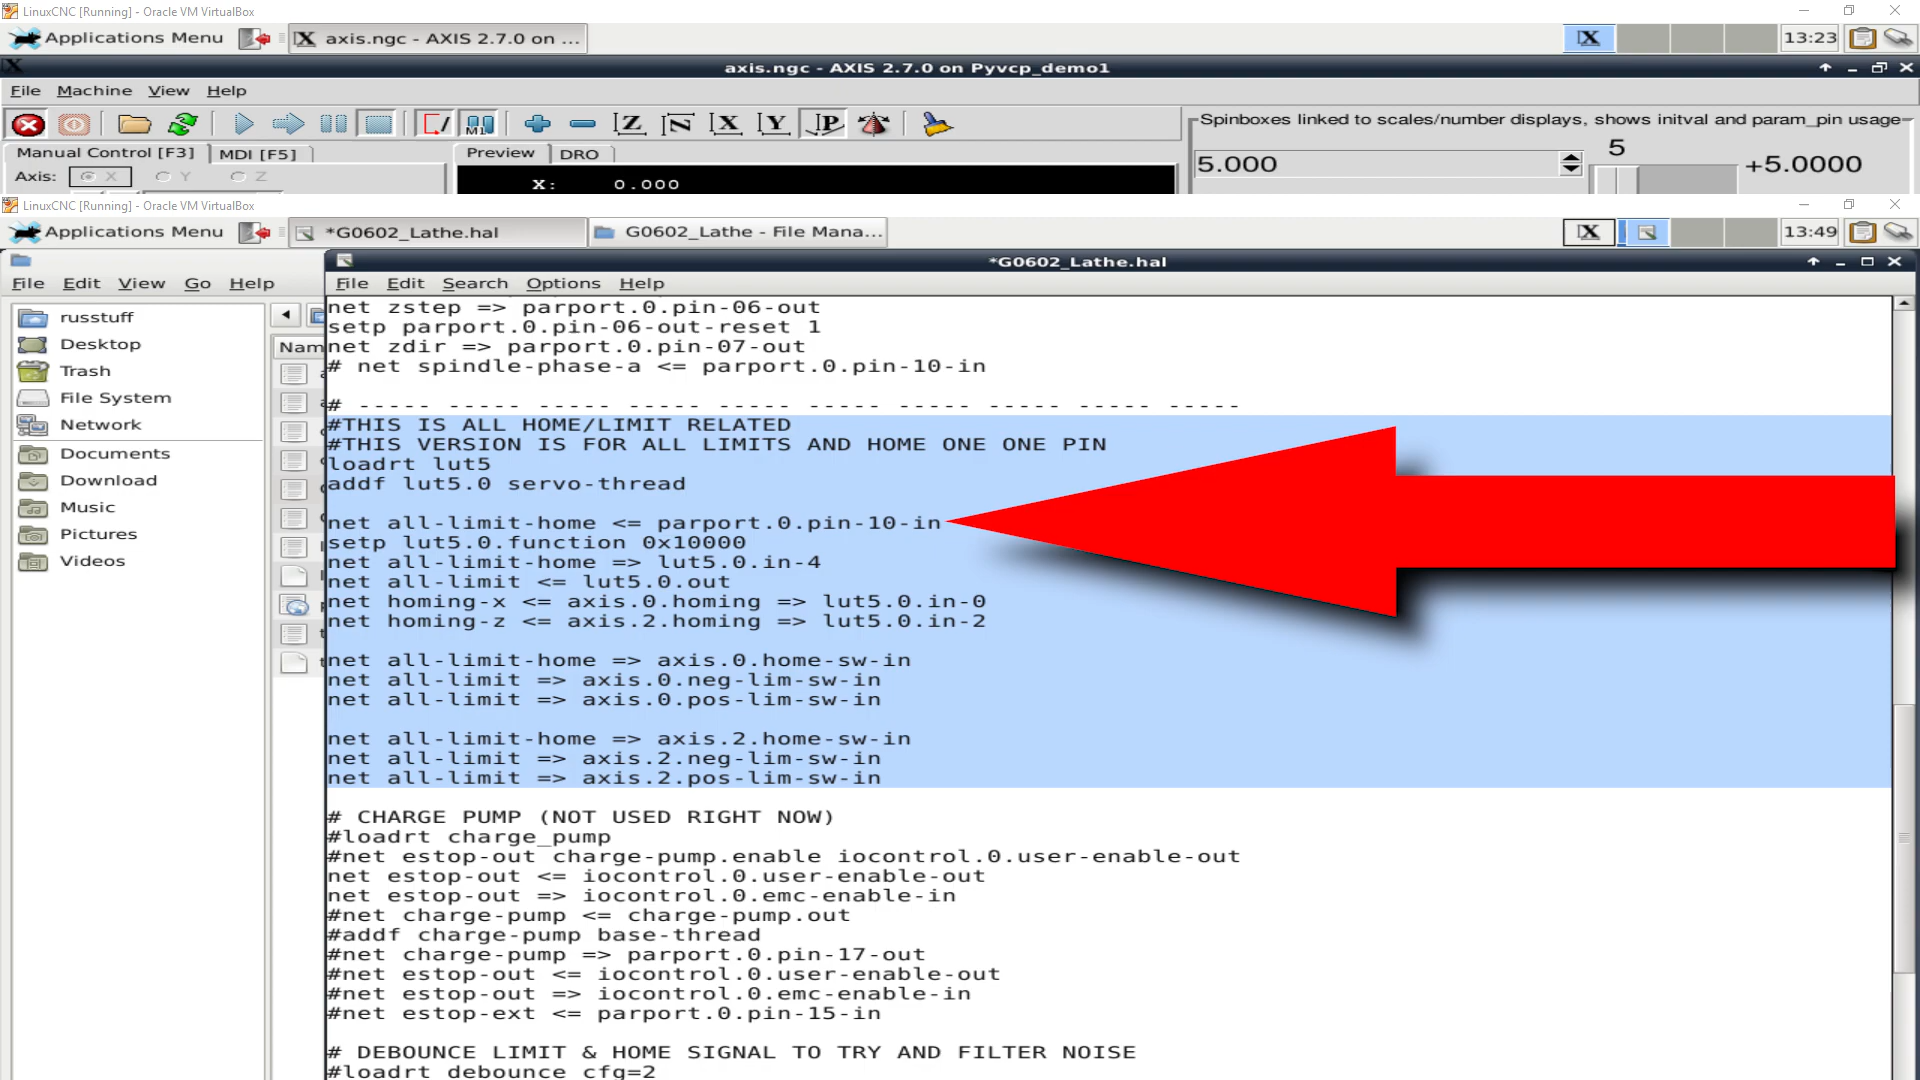 LinuxCNC [Running] - Oracle VM VirtualBox
Applications Menu
axis.ngc - AXIS 2.7.0 on ...
13:23
axis.ngc - AXIS 2.7.0 on Pyvcp_demo1
File Machine View Help
Manual Control [F3] MDI [F5]
Preview DRO
Axis: X Y Z
X: 0.000
Spinboxes linked to scales/number displays, shows initval and param_pin usage
5.000
5
+5.0000
LinuxCNC [Running] - Oracle VM VirtualBox
Applications Menu
*G0602_Lathe.hal
G0602_Lathe - File Mana...
13:49
*G0602_Lathe.hal
File Edit View Go Help
russtuff
Desktop
Trash
File System
Network
Documents
Download
Music
Pictures
Videos
Nam
File Edit Search Options Help
net zstep => parport.0.pin-06-out
setp parport.0.pin-06-out-reset 1
net zdir => parport.0.pin-07-out
# net spindle-phase-a <= parport.0.pin-10-in
# ----- ----- ----- ----- ----- ----- ----- ----- ----- -----
#THIS IS ALL HOME/LIMIT RELATED
#THIS VERSION IS FOR ALL LIMITS AND HOME ONE ONE PIN
loadrt lut5
addf lut5.0 servo-thread
net all-limit-home <= parport.0.pin-10-in
setp lut5.0.function 0x10000
net all-limit-home => lut5.0.in-4
net all-limit <= lut5.0.out
net homing-x <= axis.0.homing => lut5.0.in-0
net homing-z <= axis.2.homing => lut5.0.in-2
net all-limit-home => axis.0.home-sw-in
net all-limit => axis.0.neg-lim-sw-in
net all-limit => axis.0.pos-lim-sw-in
net all-limit-home => axis.2.home-sw-in
net all-limit => axis.2.neg-lim-sw-in
net all-limit => axis.2.pos-lim-sw-in
# CHARGE PUMP (NOT USED RIGHT NOW)
#loadrt charge_pump
#net estop-out charge-pump.enable iocontrol.0.user-enable-out
net estop-out <= iocontrol.0.user-enable-out
net estop-out => iocontrol.0.emc-enable-in
#net charge-pump <= charge-pump.out
#addf charge-pump base-thread
#net charge-pump => parport.0.pin-17-out
#net estop-out <= iocontrol.0.user-enable-out
#net estop-out => iocontrol.0.emc-enable-in
#net estop-ext <= parport.0.pin-15-in
# DEBOUNCE LIMIT & HOME SIGNAL TO TRY AND FILTER NOISE
#loadrt debounce cfg=2